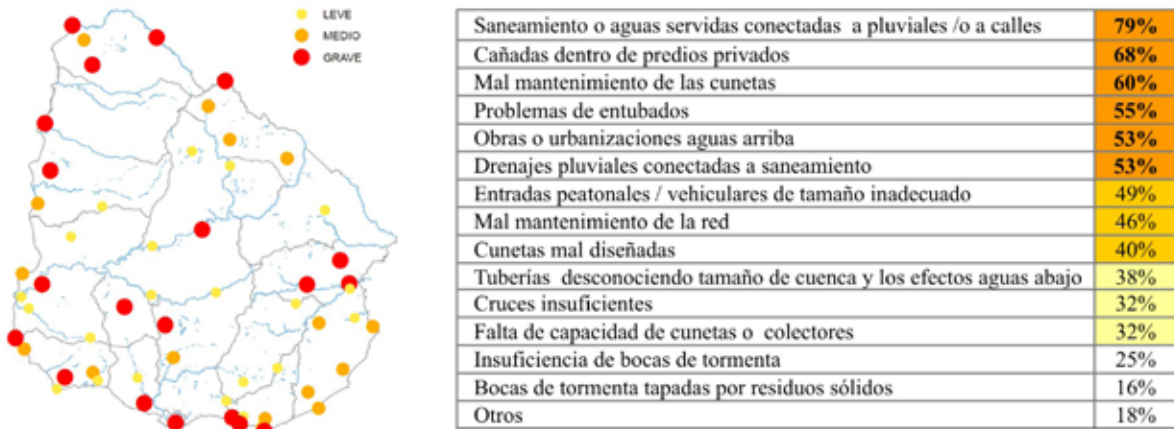 LEVE
MEDIO
GRAVE
Saneamiento o aguas servidas conectadas a pluviales /o a calles 79%
Cañadas dentro de predios privados 68%
Mal mantenimiento de las cunetas 60%
Problemas de entubados 55%
Obras o urbanizaciones aguas arriba 53%
Drenajes pluviales conectadas a saneamiento 53%
Entradas peatonales / vehiculares de tamaño inadecuado 49%
Mal mantenimiento de la red 46%
Cunetas mal diseñadas 40%
Tuberías desconociendo tamaño de cuenca y los efectos aguas abajo 38%
Cruces insuficientes 32%
Falta de capacidad de cunetas o colectores 32%
Insuficiencia de bocas de tormenta 25%
Bocas de tormenta tapadas por residuos sólidos 16%
Otros 18%